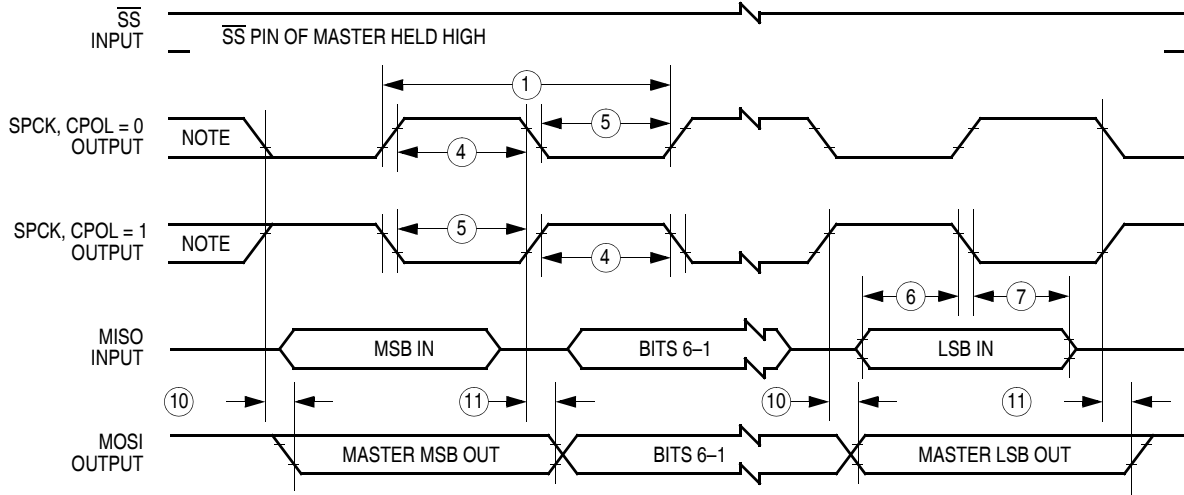 SS
INPUT
SS PIN OF MASTER HELD HIGH
1
SPCK, CPOL = 0
OUTPUT
NOTE
5
4
SPCK, CPOL = 1
OUTPUT
NOTE
5
4
6
7
MISO
INPUT
MSB IN
BITS 6–1
LSB IN
10
11
10
11
MOSI
OUTPUT
MASTER MSB OUT
BITS 6–1
MASTER LSB OUT